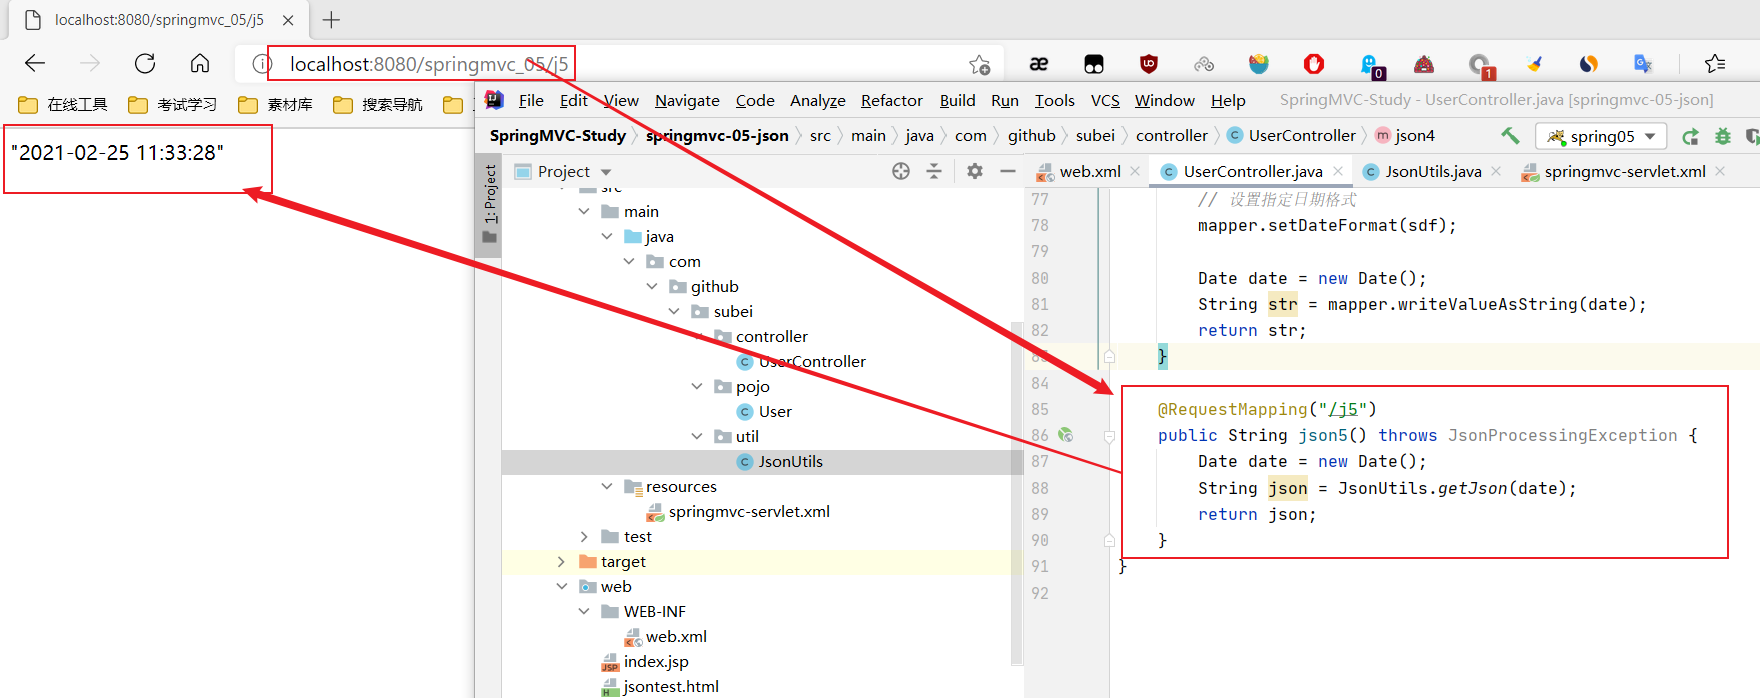 localhost:8080/springmvc_05/j5
localhost:8080/springmvc_05/j5
0
1
在线工具
考试学习
素材库
搜索导航
"2021-02-25 11:33:28"
File Edit View Navigate Code Analyze Refactor Build Run Tools VCS Window Help
SpringMVC-Study - UserController.java [springmvc-05-json]
SpringMVC-Study springmvc-05-json src main java com github subei controller UserController json4
spring05
1: Project
Project
web.xml
UserController.java
JsonUtils.java
springmvc-servlet.xml
src
main
java
com
github
subei
controller
UserController
pojo
User
util
JsonUtils
resources
springmvc-servlet.xml
test
target
web
WEB-INF
web.xml
index.jsp
jsontest.html
77 // 设置指定日期格式
78 mapper.setDateFormat(sdf);
79
80 Date date = new Date();
81 String str = mapper.writeValueAsString(date);
82 return str;
83 }
84
85 @RequestMapping("/j5")
86 public String json5() throws JsonProcessingException {
87 Date date = new Date();
88 String json = JsonUtils.getJson(date);
89 return json;
90 }
91 }
92